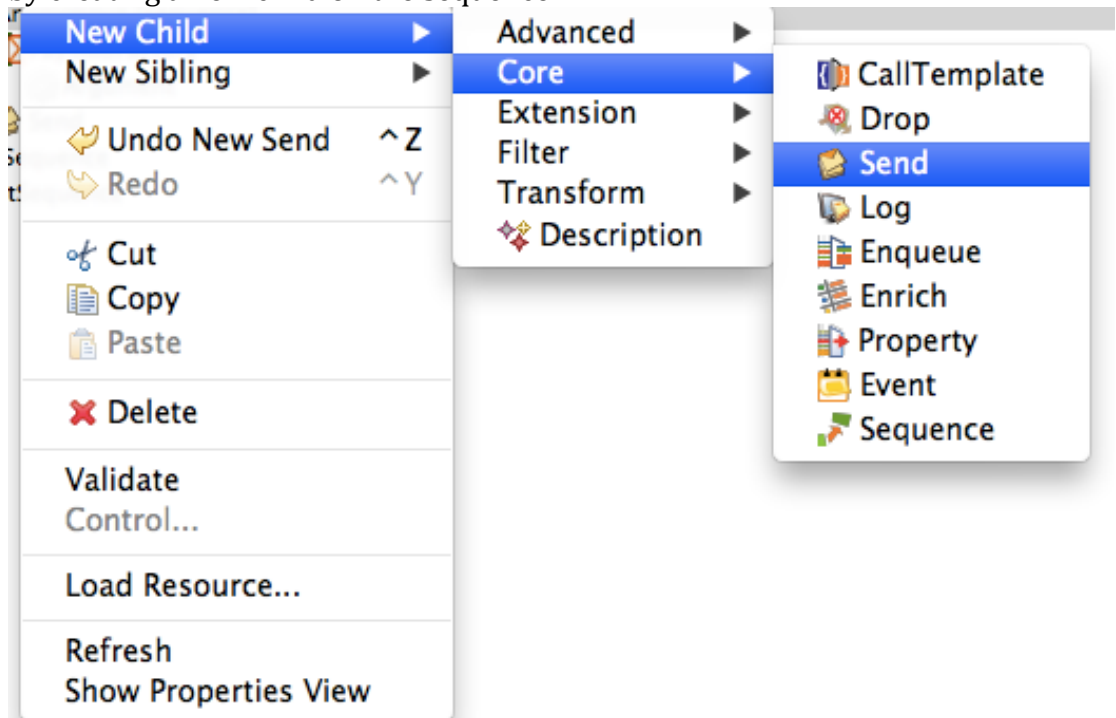 New Child
New Sibling
Undo New Send ^Z
Redo ^Y
Cut
Copy
Paste
Delete
Validate
Control...
Load Resource...
Refresh
Show Properties View
Advanced
Core
Extension
Filter
Transform
Description
CallTemplate
Drop
Send
Log
Enqueue
Enrich
Property
Event
Sequence